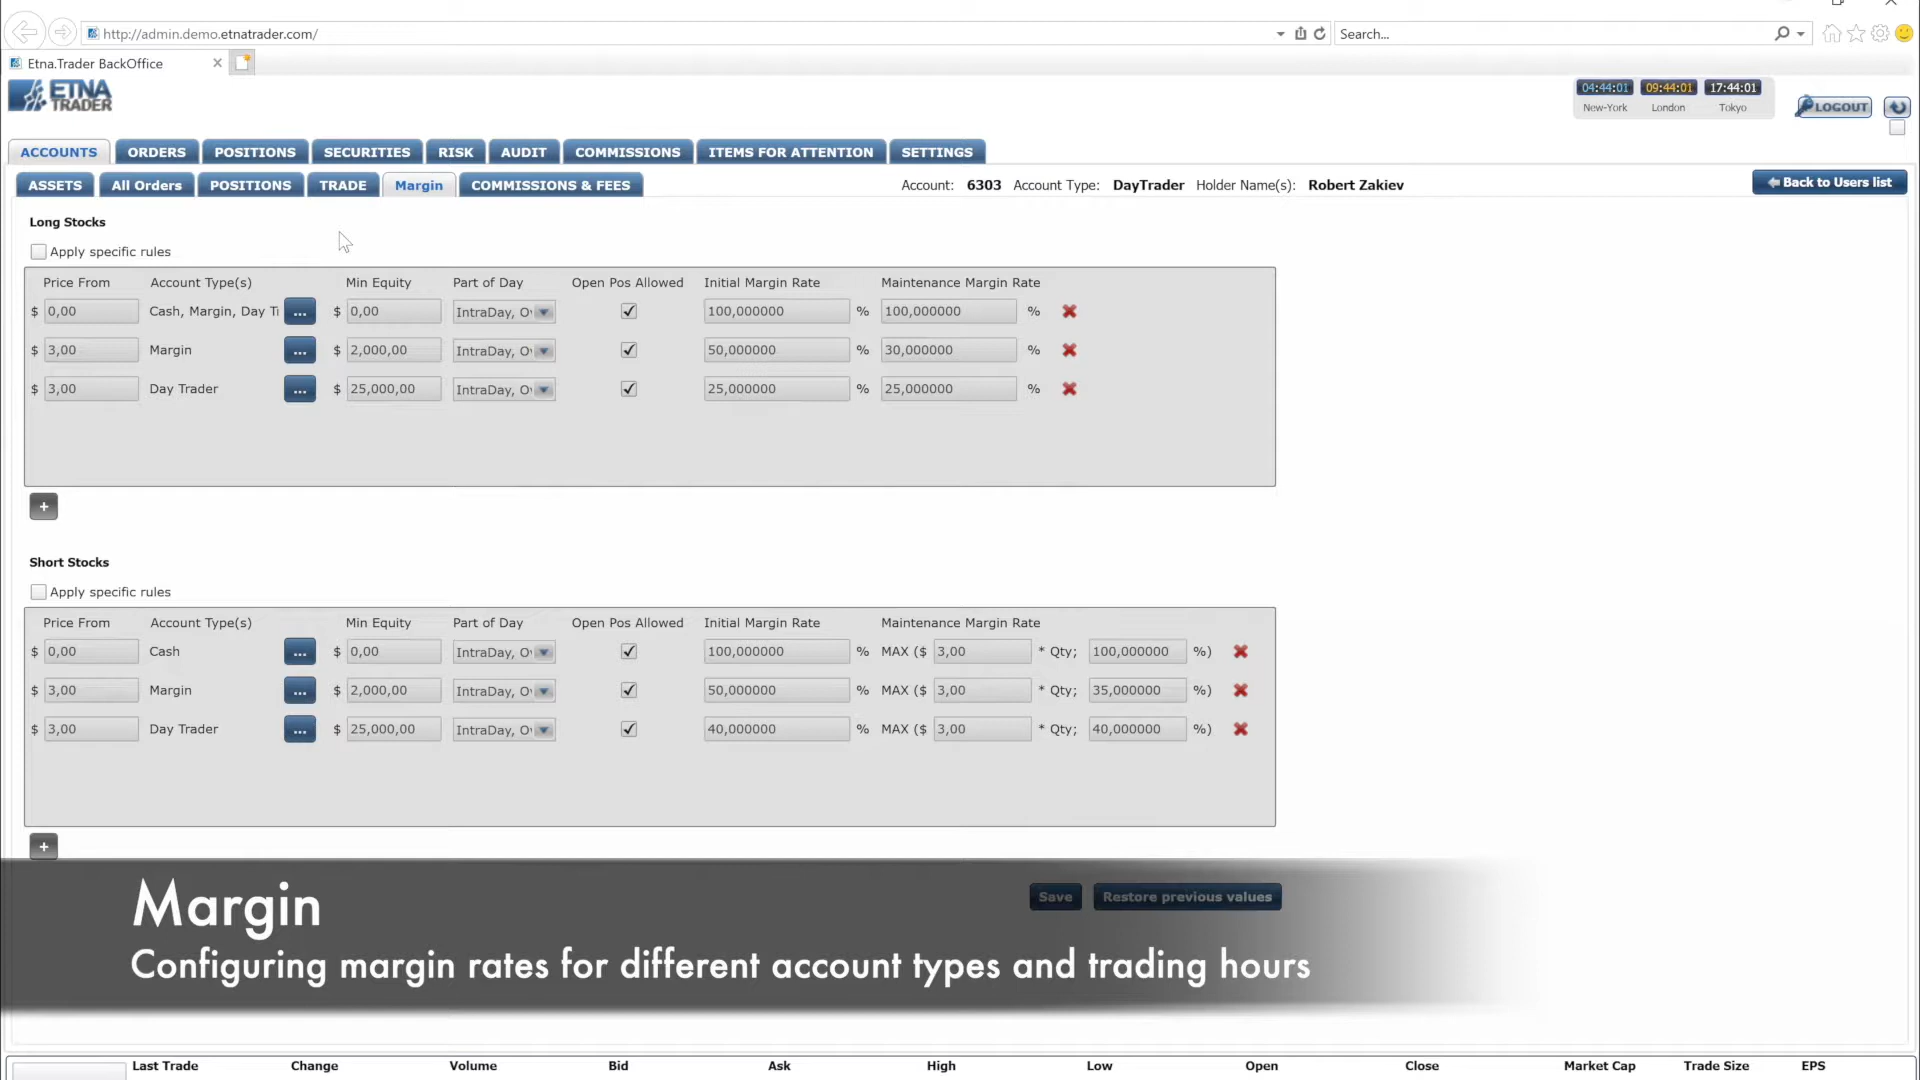 http://admin.demo.etnatrader.com/
Search...
Etna.Trader BackOffice
ETNA
TRADER
04:44:01 09:44:01 17:44:01
New-York London Tokyo
LOGOUT
ACCOUNTS ORDERS POSITIONS SECURITIES RISK AUDIT COMMISSIONS ITEMS FOR ATTENTION SETTINGS
ASSETS All Orders POSITIONS TRADE Margin COMMISSIONS & FEES Account: 6303 Account Type: DayTrader Holder Name(s): Robert Zakiev Back to Users list
Long Stocks
Apply specific rules
Price From Account Type(s) Min Equity Part of Day Open Pos Allowed Initial Margin Rate Maintenance Margin Rate
$ 0,00 Cash, Margin, Day T ... $ 0,00 IntraDay, O 100,000000 % 100,000000 %
$ 3,00 Margin ... $ 2,000,00 IntraDay, O 50,000000 % 30,000000 %
$ 3,00 Day Trader ... $ 25,000,00 IntraDay, O 25,000000 % 25,000000 %
+
Short Stocks
Apply specific rules
Price From Account Type(s) Min Equity Part of Day Open Pos Allowed Initial Margin Rate Maintenance Margin Rate
$ 0,00 Cash ... $ 0,00 IntraDay, O 100,000000 % MAX ($ 3,00 * Qty; 100,000000 %)
$ 3,00 Margin ... $ 2,000,00 IntraDay, O 50,000000 % MAX ($ 3,00 * Qty; 35,000000 %)
$ 3,00 Day Trader ... $ 25,000,00 IntraDay, O 40,000000 % MAX ($ 3,00 * Qty; 40,000000 %)
+
Save Restore previous values
Margin
Configuring margin rates for different account types and trading hours
Last Trade Change Volume Bid Ask High Low Open Close Market Cap Trade Size EPS